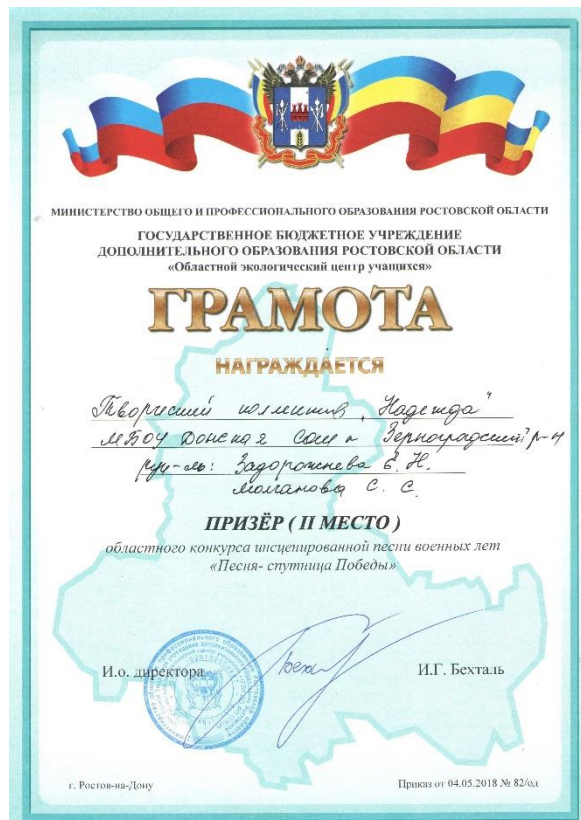 МИНИСТЕРСТВО ОБЩЕГО И ПРОФЕССИОНАЛЬНОГО ОБРАЗОВАНИЯ РОСТОВСКОЙ ОБЛАСТИ
ГОСУДАРСТВЕННОЕ БЮДЖЕТНОЕ УЧРЕЖДЕНИЕ
ДОПОЛНИТЕЛЬНОГО ОБРАЗОВАНИЯ РОСТОВСКОЙ ОБЛАСТИ
«Областной экологический центр учащихся»
ГРАМОТА
НАГРАЖДАЕТСЯ
Творческий коллектив „Надежда"
МБОУ Донская СОШ Зерноградский р-н
рук-ль: Задорожнева Е. Н.
Молчанова С. С.
ПРИЗЁР ( II МЕСТО )
областного конкурса инсценированной песни военных лет
«Песня- спутница Победы»
И.о. директора И.Г. Бехталь
г. Ростов-на-Дону Приказ от 04.05.2018 № 82/од